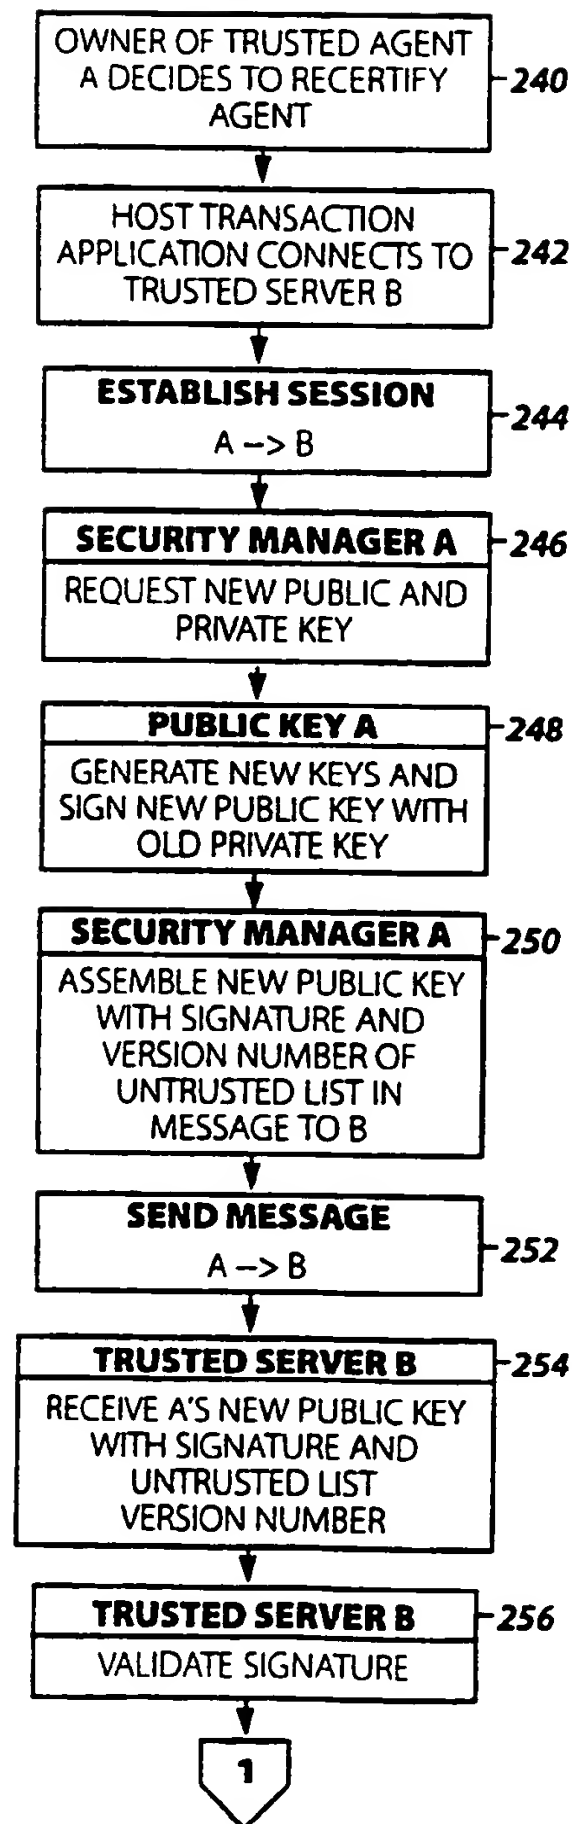 OWNER OF TRUSTED AGENT
A DECIDES TO RECERTIFY
AGENT
240
HOST TRANSACTION
APPLICATION CONNECTS TO
TRUSTED SERVER B
242
ESTABLISH SESSION
A --> B
244
SECURITY MANAGER A
246
REQUEST NEW PUBLIC AND
PRIVATE KEY
PUBLIC KEY A
248
GENERATE NEW KEYS AND
SIGN NEW PUBLIC KEY WITH
OLD PRIVATE KEY
SECURITY MANAGER A
250
ASSEMBLE NEW PUBLIC KEY
WITH SIGNATURE AND
VERSION NUMBER OF
UNTRUSTED LIST IN
MESSAGE TO B
SEND MESSAGE
A --> B
252
TRUSTED SERVER B
254
RECEIVE A'S NEW PUBLIC KEY
WITH SIGNATURE AND
UNTRUSTED LIST
VERSION NUMBER
TRUSTED SERVER B
256
VALIDATE SIGNATURE
1